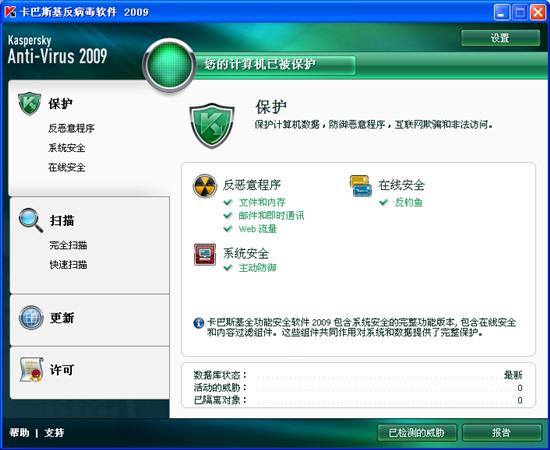 卡巴斯基反病毒软件 2009
Kaspersky
Anti-Virus 2009
设置
您的计算机已被保护
保护
反恶意程序
系统安全
在线安全
扫描
完全扫描
快速扫描
更新
许可
保护
保护计算机数据，防御恶意程序，互联网欺骗和非法访问。
反恶意程序
文件和内存
邮件和即时通讯
Web 流量
在线安全
反钓鱼
系统安全
主动防御
卡巴斯基全功能安全软件 2009 包含系统安全的完整功能版本, 包含在线安全
和内容过滤组件。这些组件共同作用对系统和数据提供了完整保护。
数据库状态： 最新
活动的威胁： 0
已隔离对象： 0
帮助 | 支持
已检测的威胁
报告